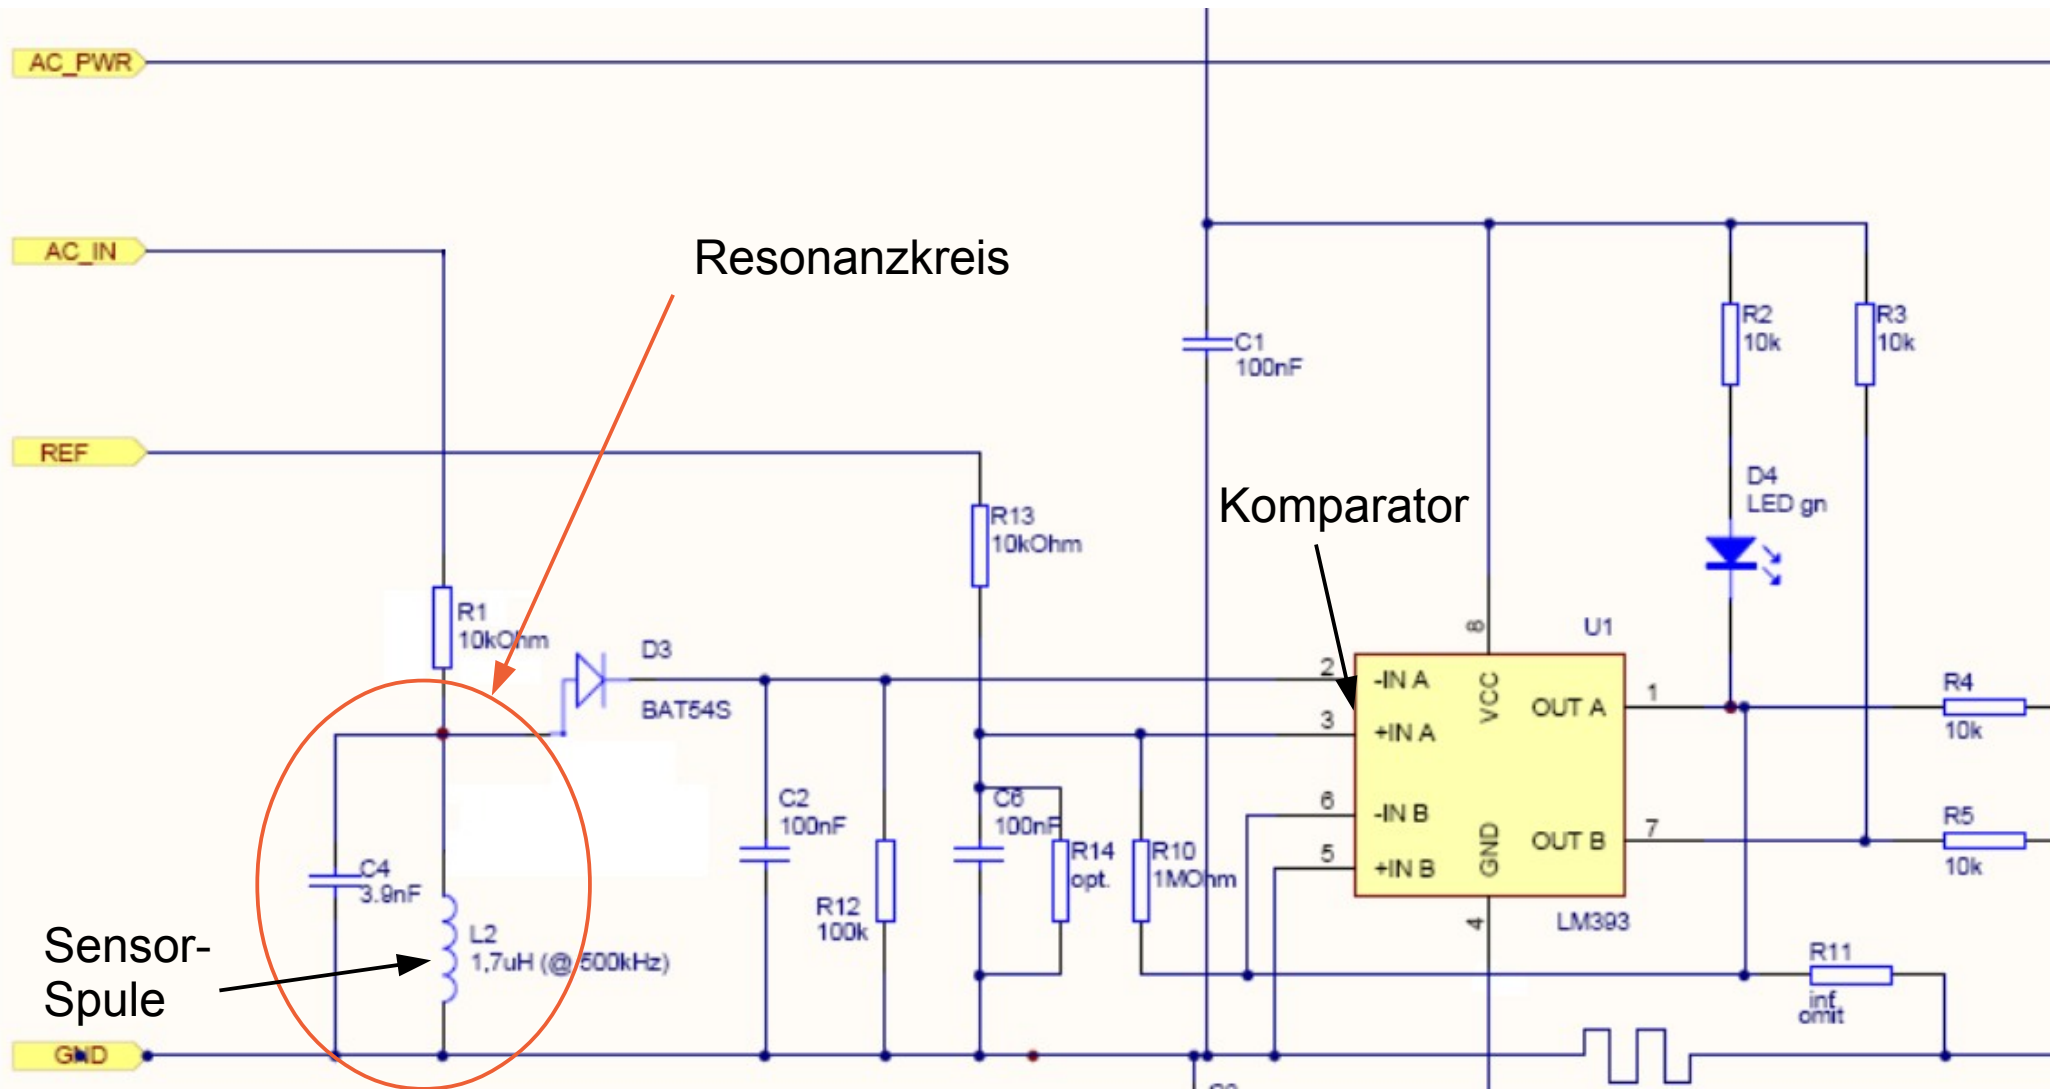 AC_PWR
AC_IN
Resonanzkreis
C1
100nF
R2
10k
R3
10k
REF
R13
10kOhm
Komparator
D4
LED gn
R1
10kOhm
D3
BAT54S
8
U1
2
-IN A
VCC
OUT A
1
R4
10k
3
+IN A
C2
100nF
C6
100nF
6
-IN B
R5
10k
OUT B
7
R14
opt.
R10
1MOhm
5
+IN B
GND
C4
3.9nF
R12
100k
4
LM393
Sensor-
Spule
L2
1,7uH (@ 500kHz)
R11
inf.
omit
GND